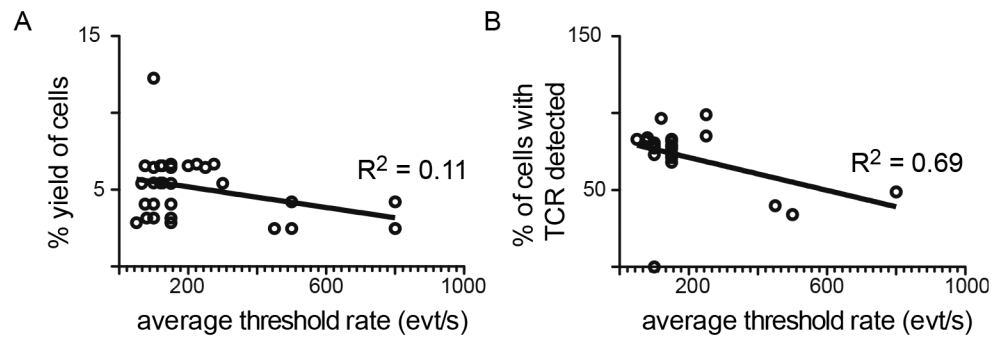 A
% yield of cells
15
5
R² = 0.11
200
600
1000
average threshold rate (evt/s)
B
% of cells with
TCR detected
150
50
R² = 0.69
200
600
1000
average threshold rate (evt/s)